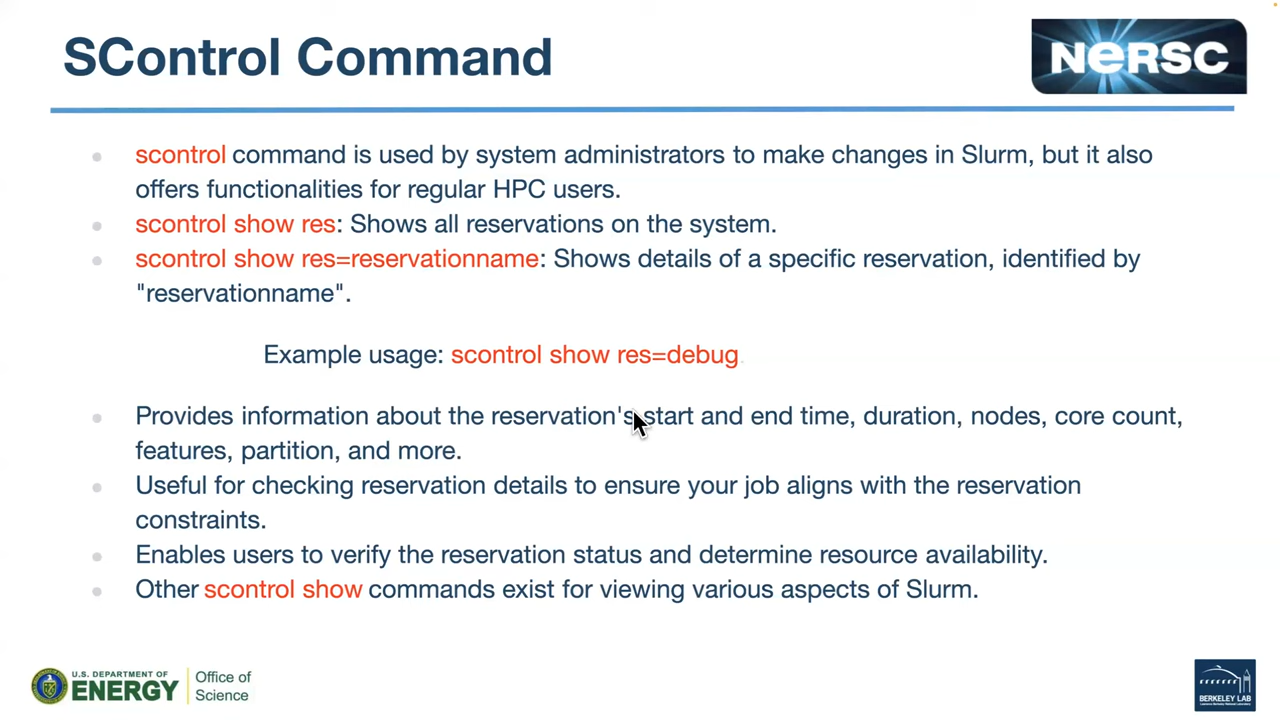 SControl Command
NERSC
scontrol command is used by system administrators to make changes in Slurm, but it also
offers functionalities for regular HPC users.
scontrol show res: Shows all reservations on the system.
scontrol show res=reservationname: Shows details of a specific reservation, identified by
"reservationname".
Example usage: scontrol show res=debug
Provides information about the reservation's start and end time, duration, nodes, core count,
features, partition, and more.
Useful for checking reservation details to ensure your job aligns with the reservation
constraints.
Enables users to verify the reservation status and determine resource availability.
Other scontrol show commands exist for viewing various aspects of Slurm.
U.S. DEPARTMENT OF
ENERGY
Office of
Science
BERKELEY LAB
Lawrence Berkeley National Laboratory